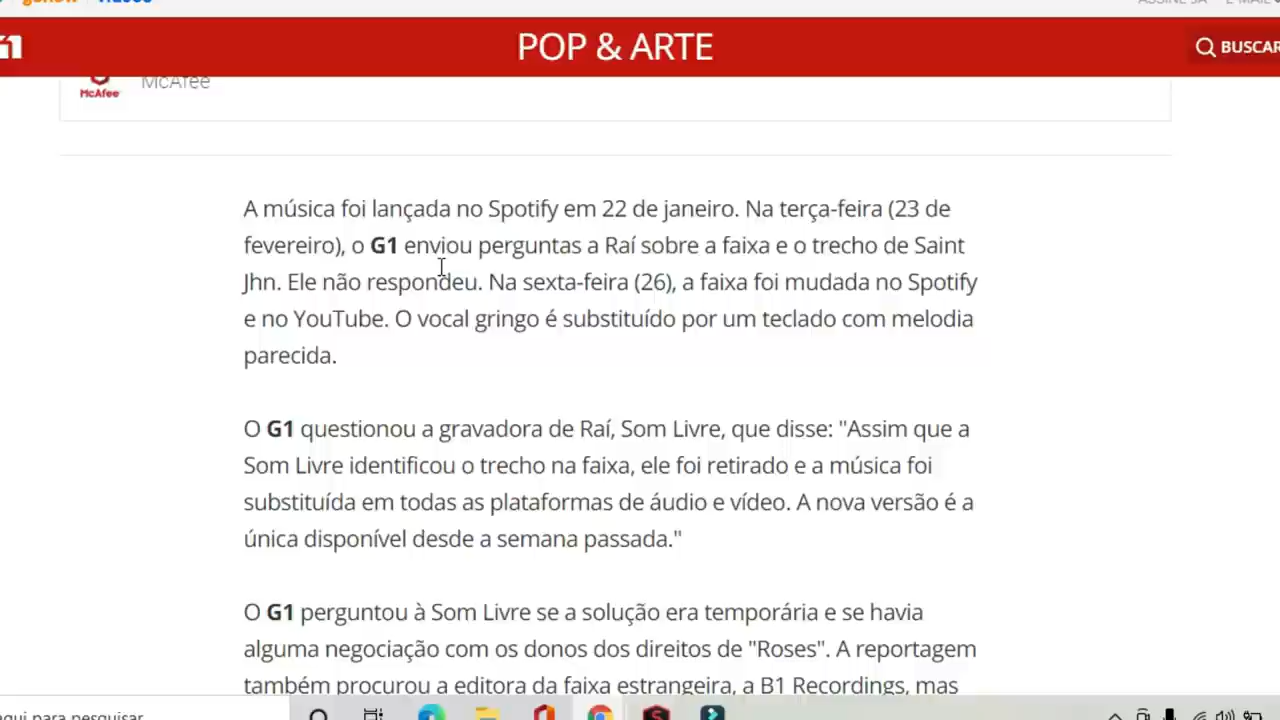 POP & ARTE
BUSCAR
McAfee
McAfee
A música foi lançada no Spotify em 22 de janeiro. Na terça-feira (23 de
fevereiro), o G1 enviou perguntas a Raí sobre a faixa e o trecho de Saint
Jhn. Ele não respondeu. Na sexta-feira (26), a faixa foi mudada no Spotify
e no YouTube. O vocal gringo é substituído por um teclado com melodia
parecida.
O G1 questionou a gravadora de Raí, Som Livre, que disse: "Assim que a
Som Livre identificou o trecho na faixa, ele foi retirado e a música foi
substituída em todas as plataformas de áudio e vídeo. A nova versão é a
única disponível desde a semana passada."
O G1 perguntou à Som Livre se a solução era temporária e se havia
alguma negociação com os donos dos direitos de "Roses". A reportagem
também procurou a editora da faixa estrangeira, a B1 Recordings, mas
aqui para pesquisar